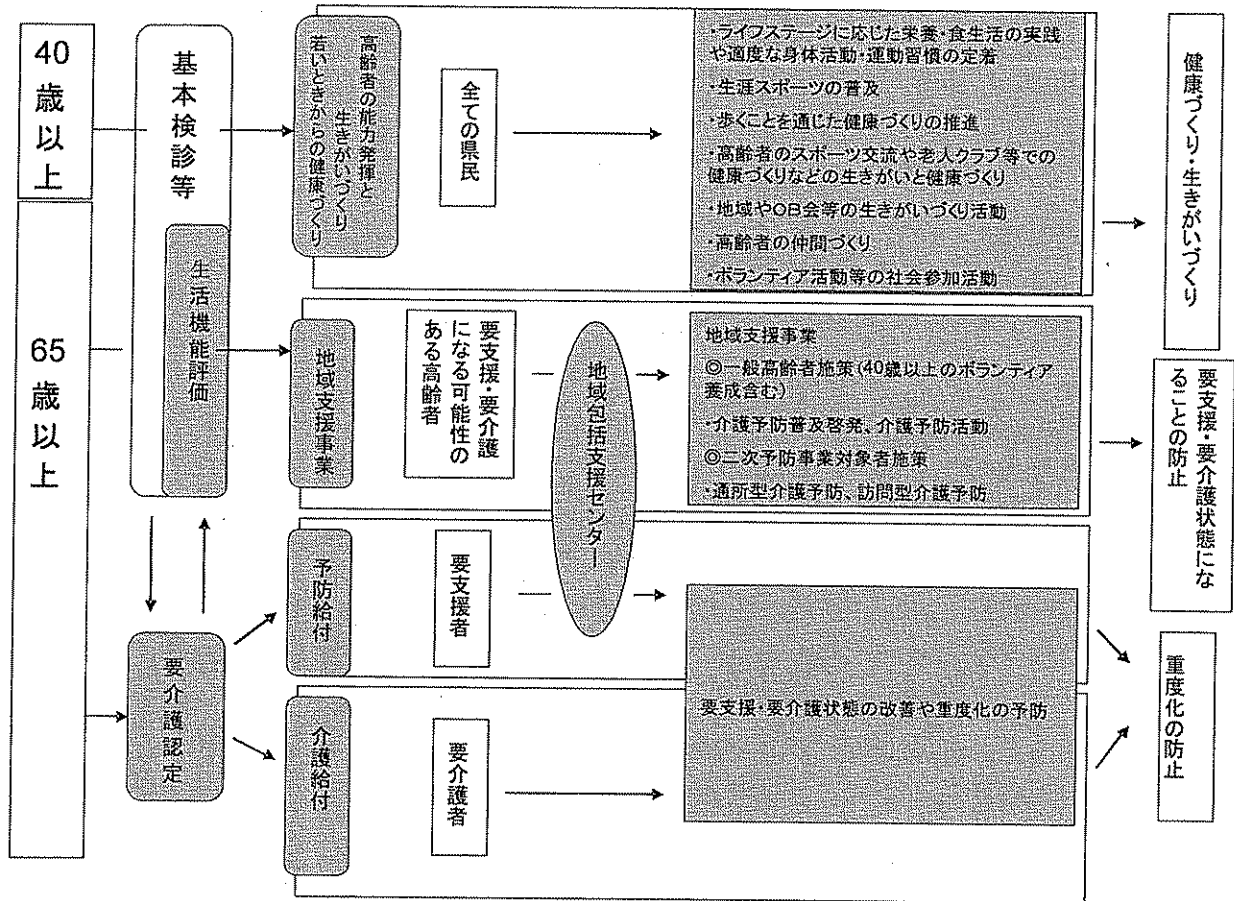 40歳以上
65歳以上
基本検診等
生活機能評価
要介護認定
高齢者の能力発揮と
生きがいづくり
若いときからの健康づくり
全ての県民
・ライフステージに応じた栄養・食生活の実践
や適度な身体活動・運動習慣の定着
・生涯スポーツの普及
・歩くことを通じた健康づくりの推進
・高齢者のスポーツ交流や老人クラブ等での
健康づくりなどの生きがいと健康づくり
・地域やOB会等の生きがいづくり活動
・高齢者の仲間づくり
・ボランティア活動等の社会参加活動
健康づくり・生きがいづくり
地域支援事業
要支援・要介護
になる可能性の
ある高齢者
地域包括支援センター
地域支援事業
◎一般高齢者施策(40歳以上のボランティア
養成含む)
・介護予防普及啓発、介護予防活動
◎二次予防事業対象者施策
・通所型介護予防、訪問型介護予防
要支援・要介護状態にな
ることの防止
予防給付
要支援者
介護給付
要介護者
要支援・要介護状態の改善や重度化の予防
重度化の防止